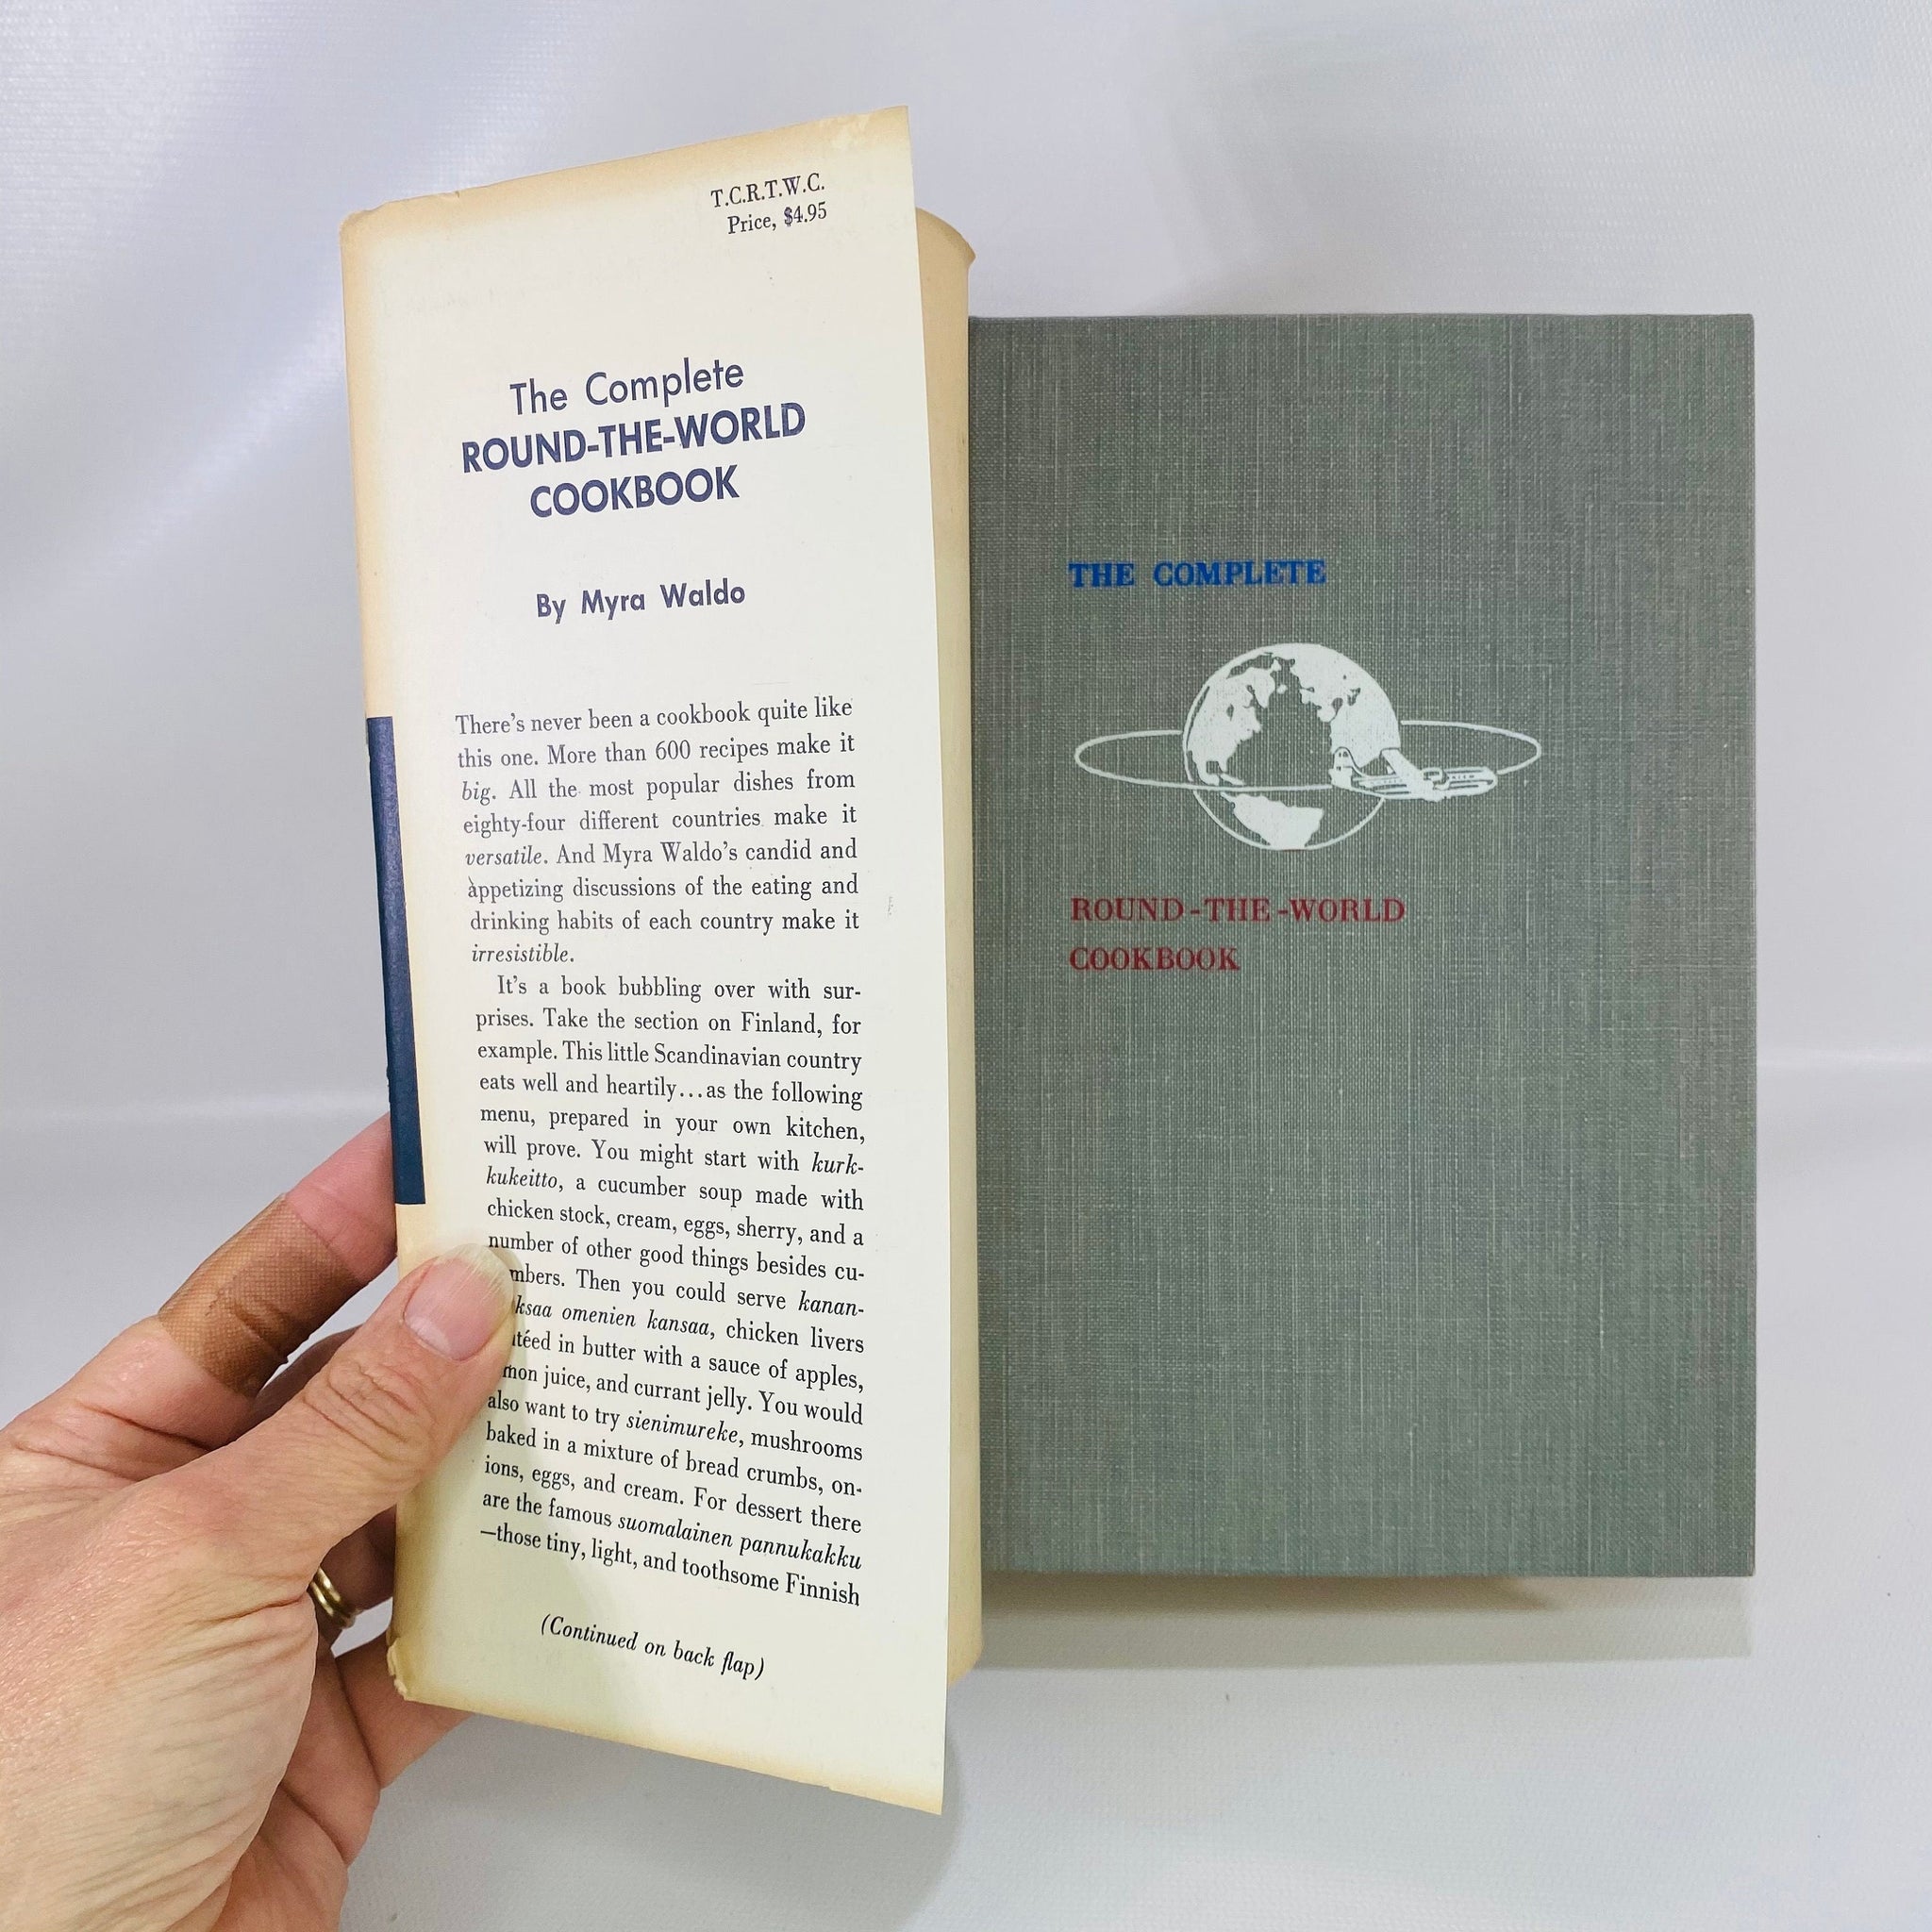 T.C.R.T.W.C.
Price, $4.95
The Complete
ROUND-THE-WORLD
COOKBOOK
By Myra Waldo
There's never been a cookbook quite like
this one. More than 600 recipes make it
big. All the most popular dishes from
eighty-four different countries make it
versatile. And Myra Waldo's candid and
appetizing discussions of the eating and
drinking habits of each country make it
irresistible.
It's a book bubbling over with sur-
prises. Take the section on Finland, for
example. This little Scandinavian country
eats well and heartily...as the following
menu, prepared in your own kitchen,
will prove. You might start with kurk-
kukeitto, a cucumber soup made with
chicken stock, cream, eggs, sherry, and a
number of other good things besides cu-
mbers. Then you could serve kanan-
ksaa omenien kansaa, chicken livers
téed in butter with a sauce of apples,
mon juice, and currant jelly. You would
also want to try sienimureke, mushrooms
baked in a mixture of bread crumbs, on-
ions, eggs, and cream. For dessert there
are the famous suomalainen pannukakku
—those tiny, light, and toothsome Finnish
(Continued on back flap)
THE COMPLETE
ROUND-THE-WORLD
COOKBOOK